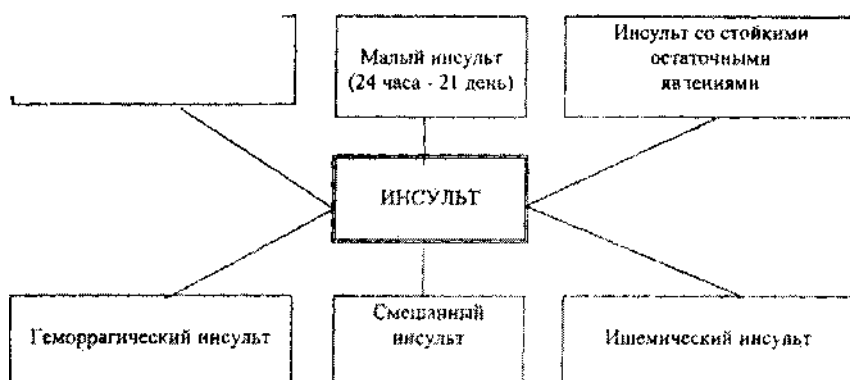 Малый инсульт
(24 часа - 21 день)
Инсульт со стойкими
остаточными
явлениями
ИНСУЛЬТ
Геморрагический инсульт
Смешанный
инсульт
Ишемический инсульт